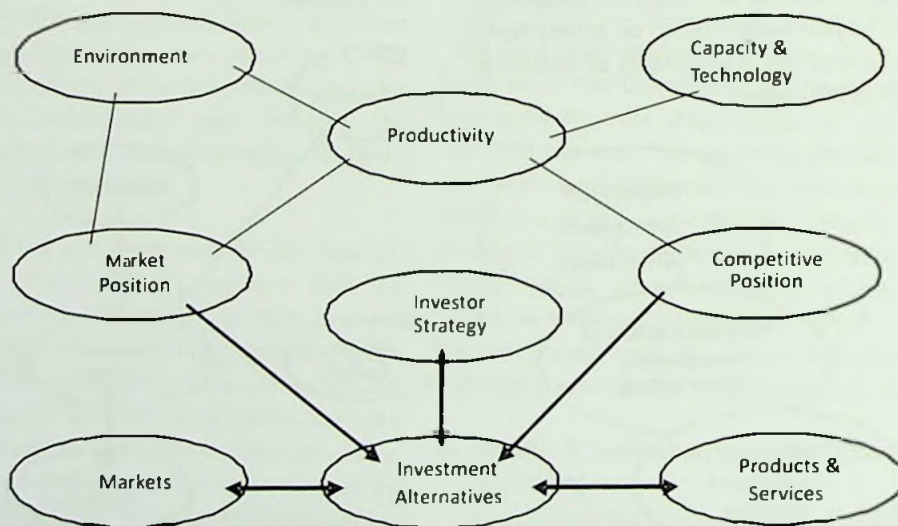 Environment
Capacity &
Technology
Productivity
Market
Position
Competitive
Position
Investor
Strategy
Markets
Investment
Alternatives
Products &
Services